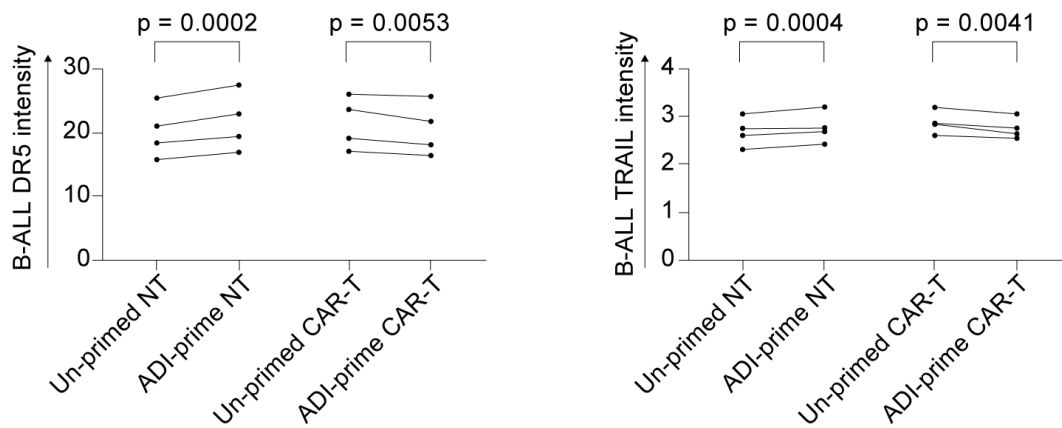 p = 0.0002 p = 0.0053
B-ALL DR5 intensity
30
20
10
0
Un-primed NT
ADI-prime NT
Un-primed CAR-T
ADI-prime CAR-T
p = 0.0004 p = 0.0041
B-ALL TRAIL intensity
4
3
2
1
0
Un-primed NT
ADI-prime NT
Un-primed CAR-T
ADI-prime CAR-T